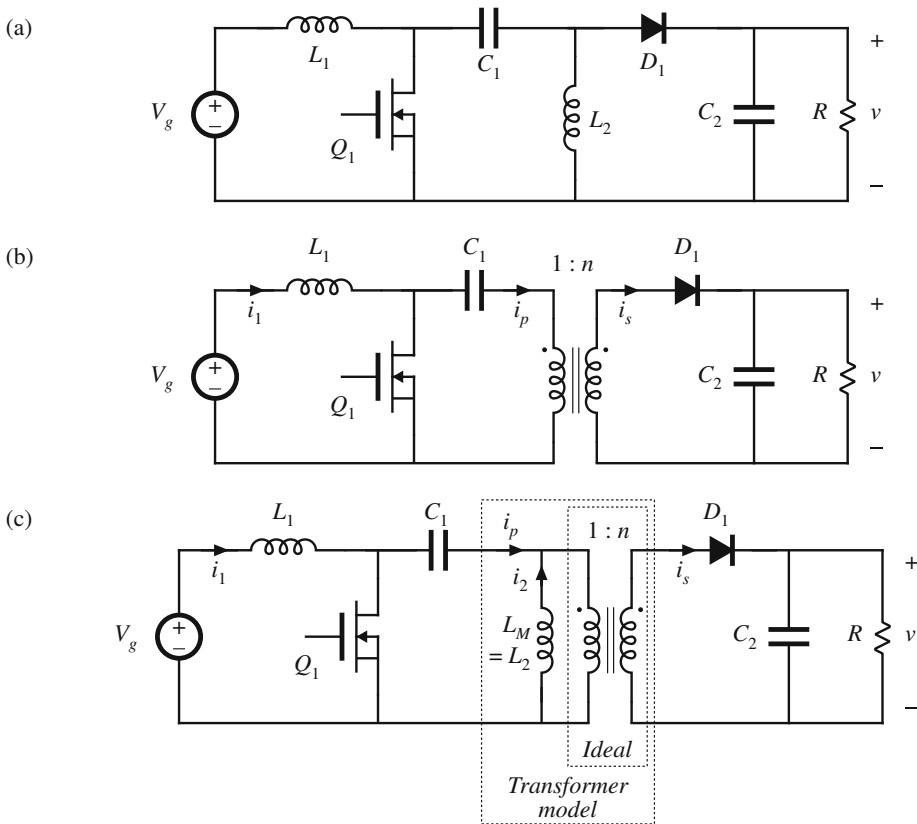 (a)
L1
C1
D1
Vg
+
−
Q1
L2
C2
R
+
v
−
(b)
L1
C1
1 : n
D1
i1
ip
is
Vg
+
−
Q1
C2
R
+
v
−
(c)
L1
C1
ip
1 : n
D1
i1
i2
is
Vg
+
−
Q1
LM
= L2
C2
R
+
v
−
Ideal
Transformer
model